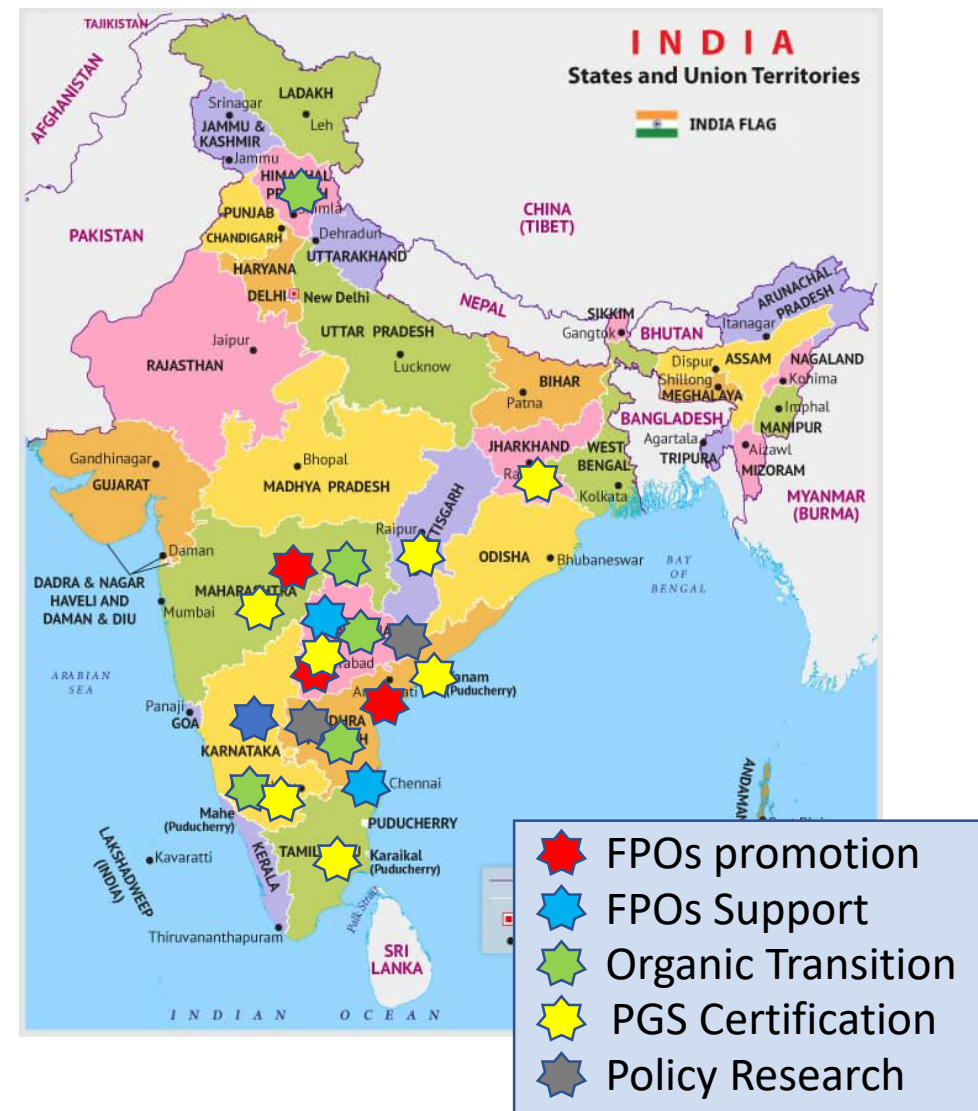 TAJIKISTAN
INDIA
States and Union Territories
INDIA FLAG
AFGHANISTAN
LADAKH
Srinagar
Leh
JAMMU &
KASHMIR
Jammu
PUNJAB
CHANDIGARH
Dehradun
UTTARAKHAND
PAKISTAN
CHINA
(TIBET)
HARYANA
DELHI
New Delhi
NEPAL
SIKKIM
Gangtok
BHUTAN
ARUNACHAL
PRADESH
Itanagar
Jaipur
RAJASTHAN
UTTAR PRADESH
Lucknow
BIHAR
Patna
Dispur
ASSAM
NAGALAND
Shillong
Kohima
MEGHALAYA
BANGLADESH
Imphal
MANIPUR
Agartala
TRIPURA
Aizawl
MIZORAM
MYANMAR
(BURMA)
Gandhinagar
GUJARAT
Bhopal
MADHYA PRADESH
JHARKHAND
WEST
BENGAL
Kolkata
Raipur
ODISHA
Bhubaneswar
BAY
OF
BENGAL
Daman
DADRA & NAGAR
HAVELI AND
DAMAN & DIU
Mumbai
ARABIAN
SEA
(Puducherry)
Panaji
GOA
KARNATAKA
Chennai
Mahe
(Puducherry)
PUDUCHERRY
Karaikal
(Puducherry)
KERALA
LAKSHADWEEP
(INDIA)
Kavaratti
Thiruvananthapuram
Palk Strait
SRI
LANKA
INDIAN OCEAN
FPOs promotion
FPOs Support
Organic Transition
PGS Certification
Policy Research